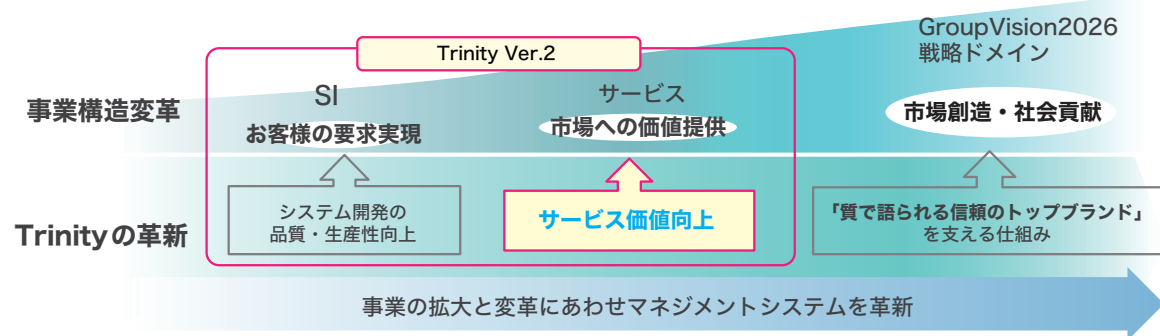 GroupVision2026
戦略ドメイン
Trinity Ver.2
事業構造変革
SI
お客様の要求実現
サービス
市場への価値提供
市場創造・社会貢献
Trinityの革新
システム開発の
品質・生産性向上
サービス価値向上
「質で語られる信頼のトップブランド」
を支える仕組み
事業の拡大と変革にあわせマネジメントシステムを革新